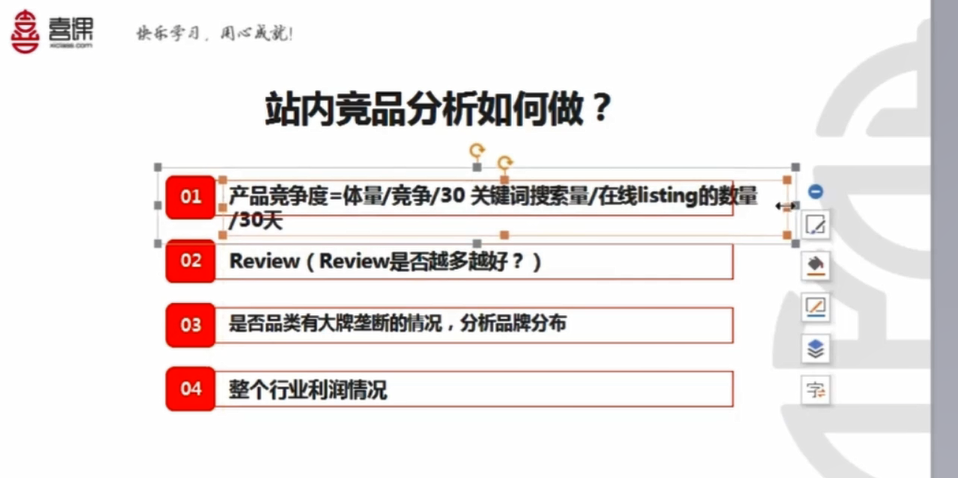 喜课
xiclass.com
快乐学习，用心成就！
站内竞品分析如何做？
01
产品竞争度=体量/竞争/30 关键词搜索量/在线listing的数量
/30天
02
Review（Review是否越多越好？）
03
是否品类有大牌垄断的情况，分析品牌分布
04
整个行业利润情况
字